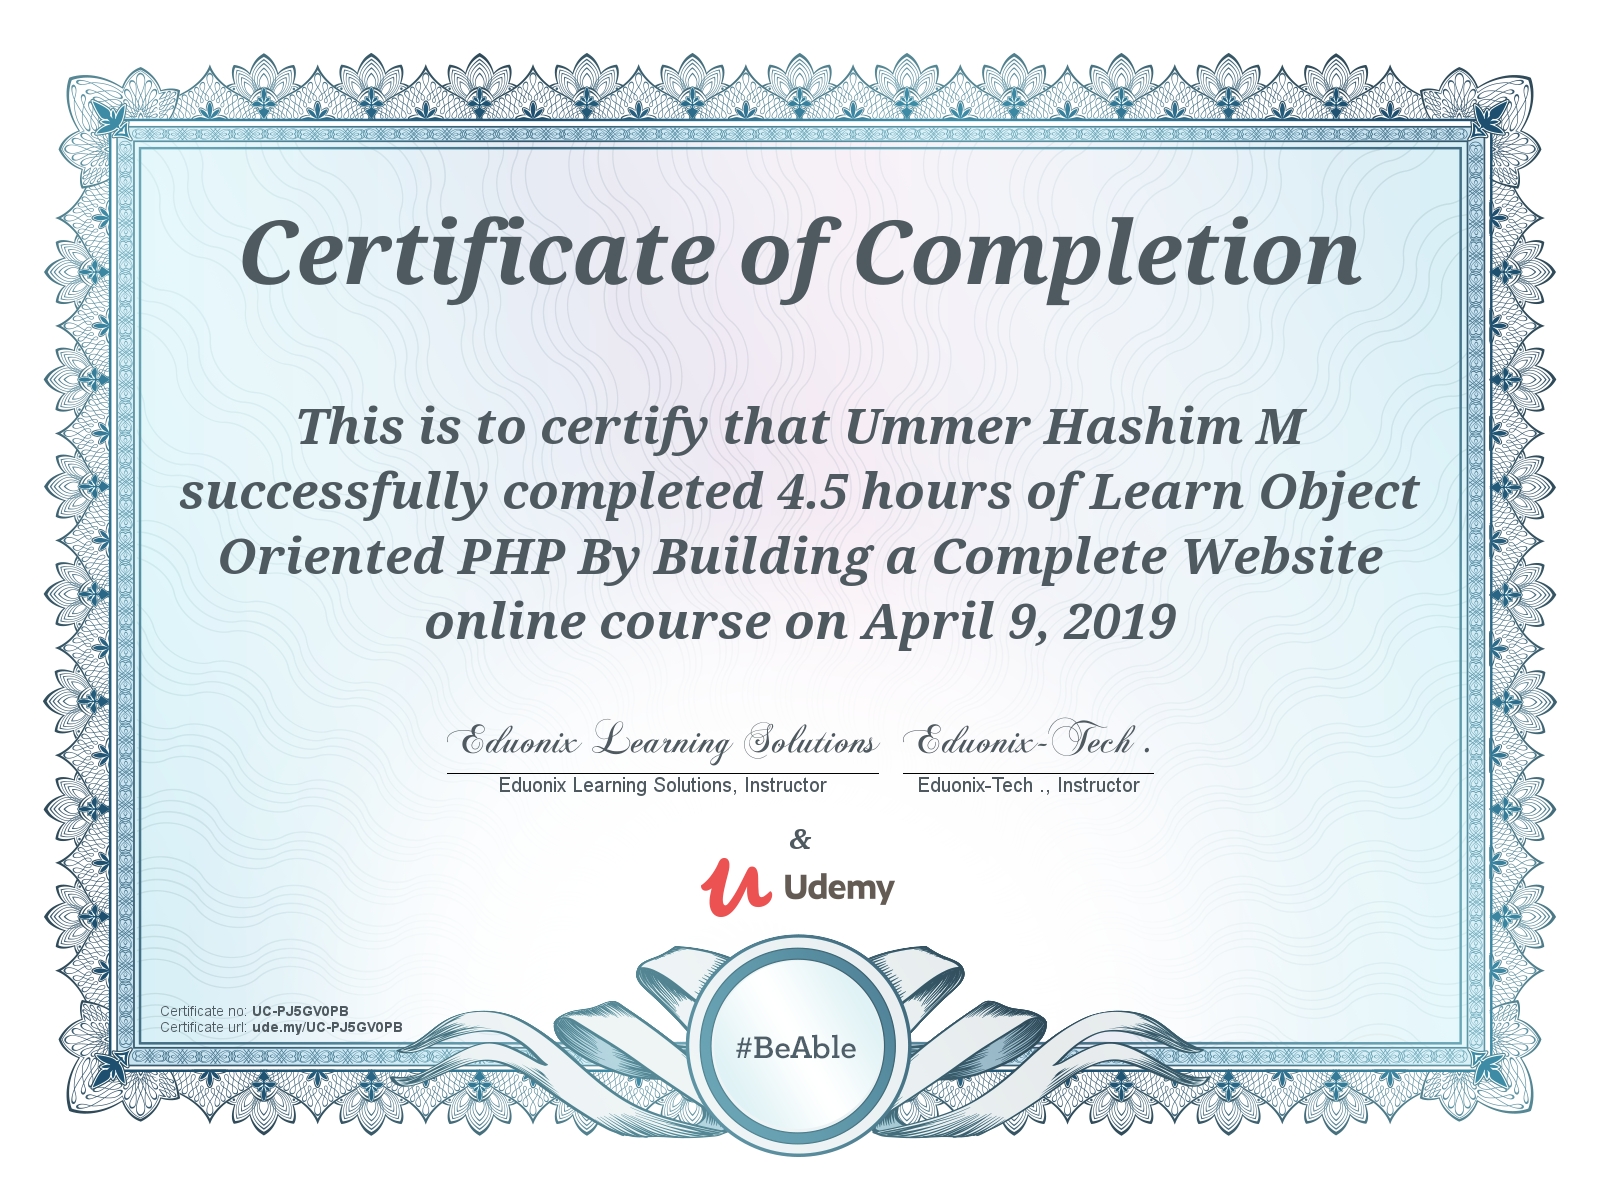 Certificate of Completion
This is to certify that Ummer Hashim M
successfully completed 4.5 hours of Learn Object
Oriented PHP By Building a Complete Website
online course on April 9, 2019
Eduonix Learning Solutions
Eduonix-Tech .
Eduonix Learning Solutions, Instructor
Eduonix-Tech ., Instructor
&
Udemy
Certificate no: UC-PJ5GV0PB
Certificate url: ude.my/UC-PJ5GV0PB
#BeAble